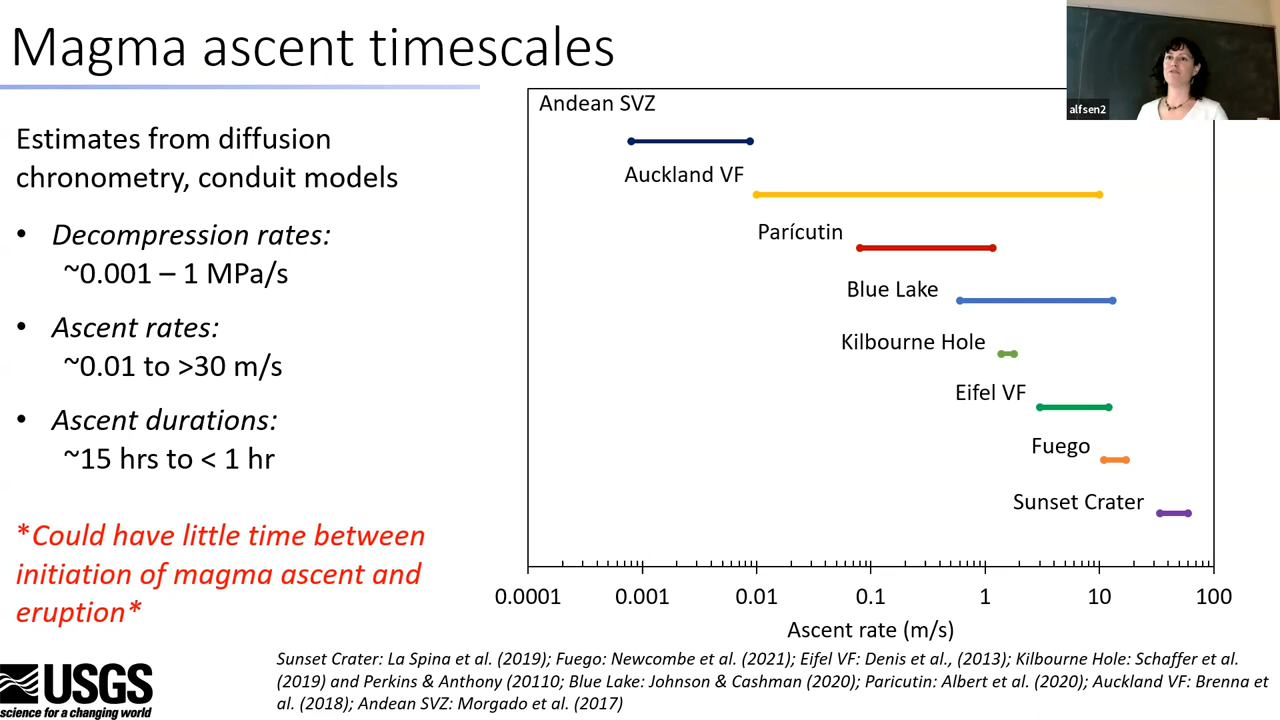 Magma ascent timescales
alfsen2
Estimates from diffusion
chronometry, conduit models
• Decompression rates:
~0.001 – 1 MPa/s
• Ascent rates:
~0.01 to >30 m/s
• Ascent durations:
~15 hrs to < 1 hr
*Could have little time between
initiation of magma ascent and
eruption*
Andean SVZ
Auckland VF
Parícutin
Blue Lake
Kilbourne Hole
Eifel VF
Fuego
Sunset Crater
0.0001 0.001 0.01 0.1 1 10 100
Ascent rate (m/s)
USGS
science for a changing world
Sunset Crater: La Spina et al. (2019); Fuego: Newcombe et al. (2021); Eifel VF: Denis et al., (2013); Kilbourne Hole: Schaffer et al.
(2019) and Perkins & Anthony (20110; Blue Lake: Johnson & Cashman (2020); Paricutin: Albert et al. (2020); Auckland VF: Brenna et
al. (2018); Andean SVZ: Morgado et al. (2017)